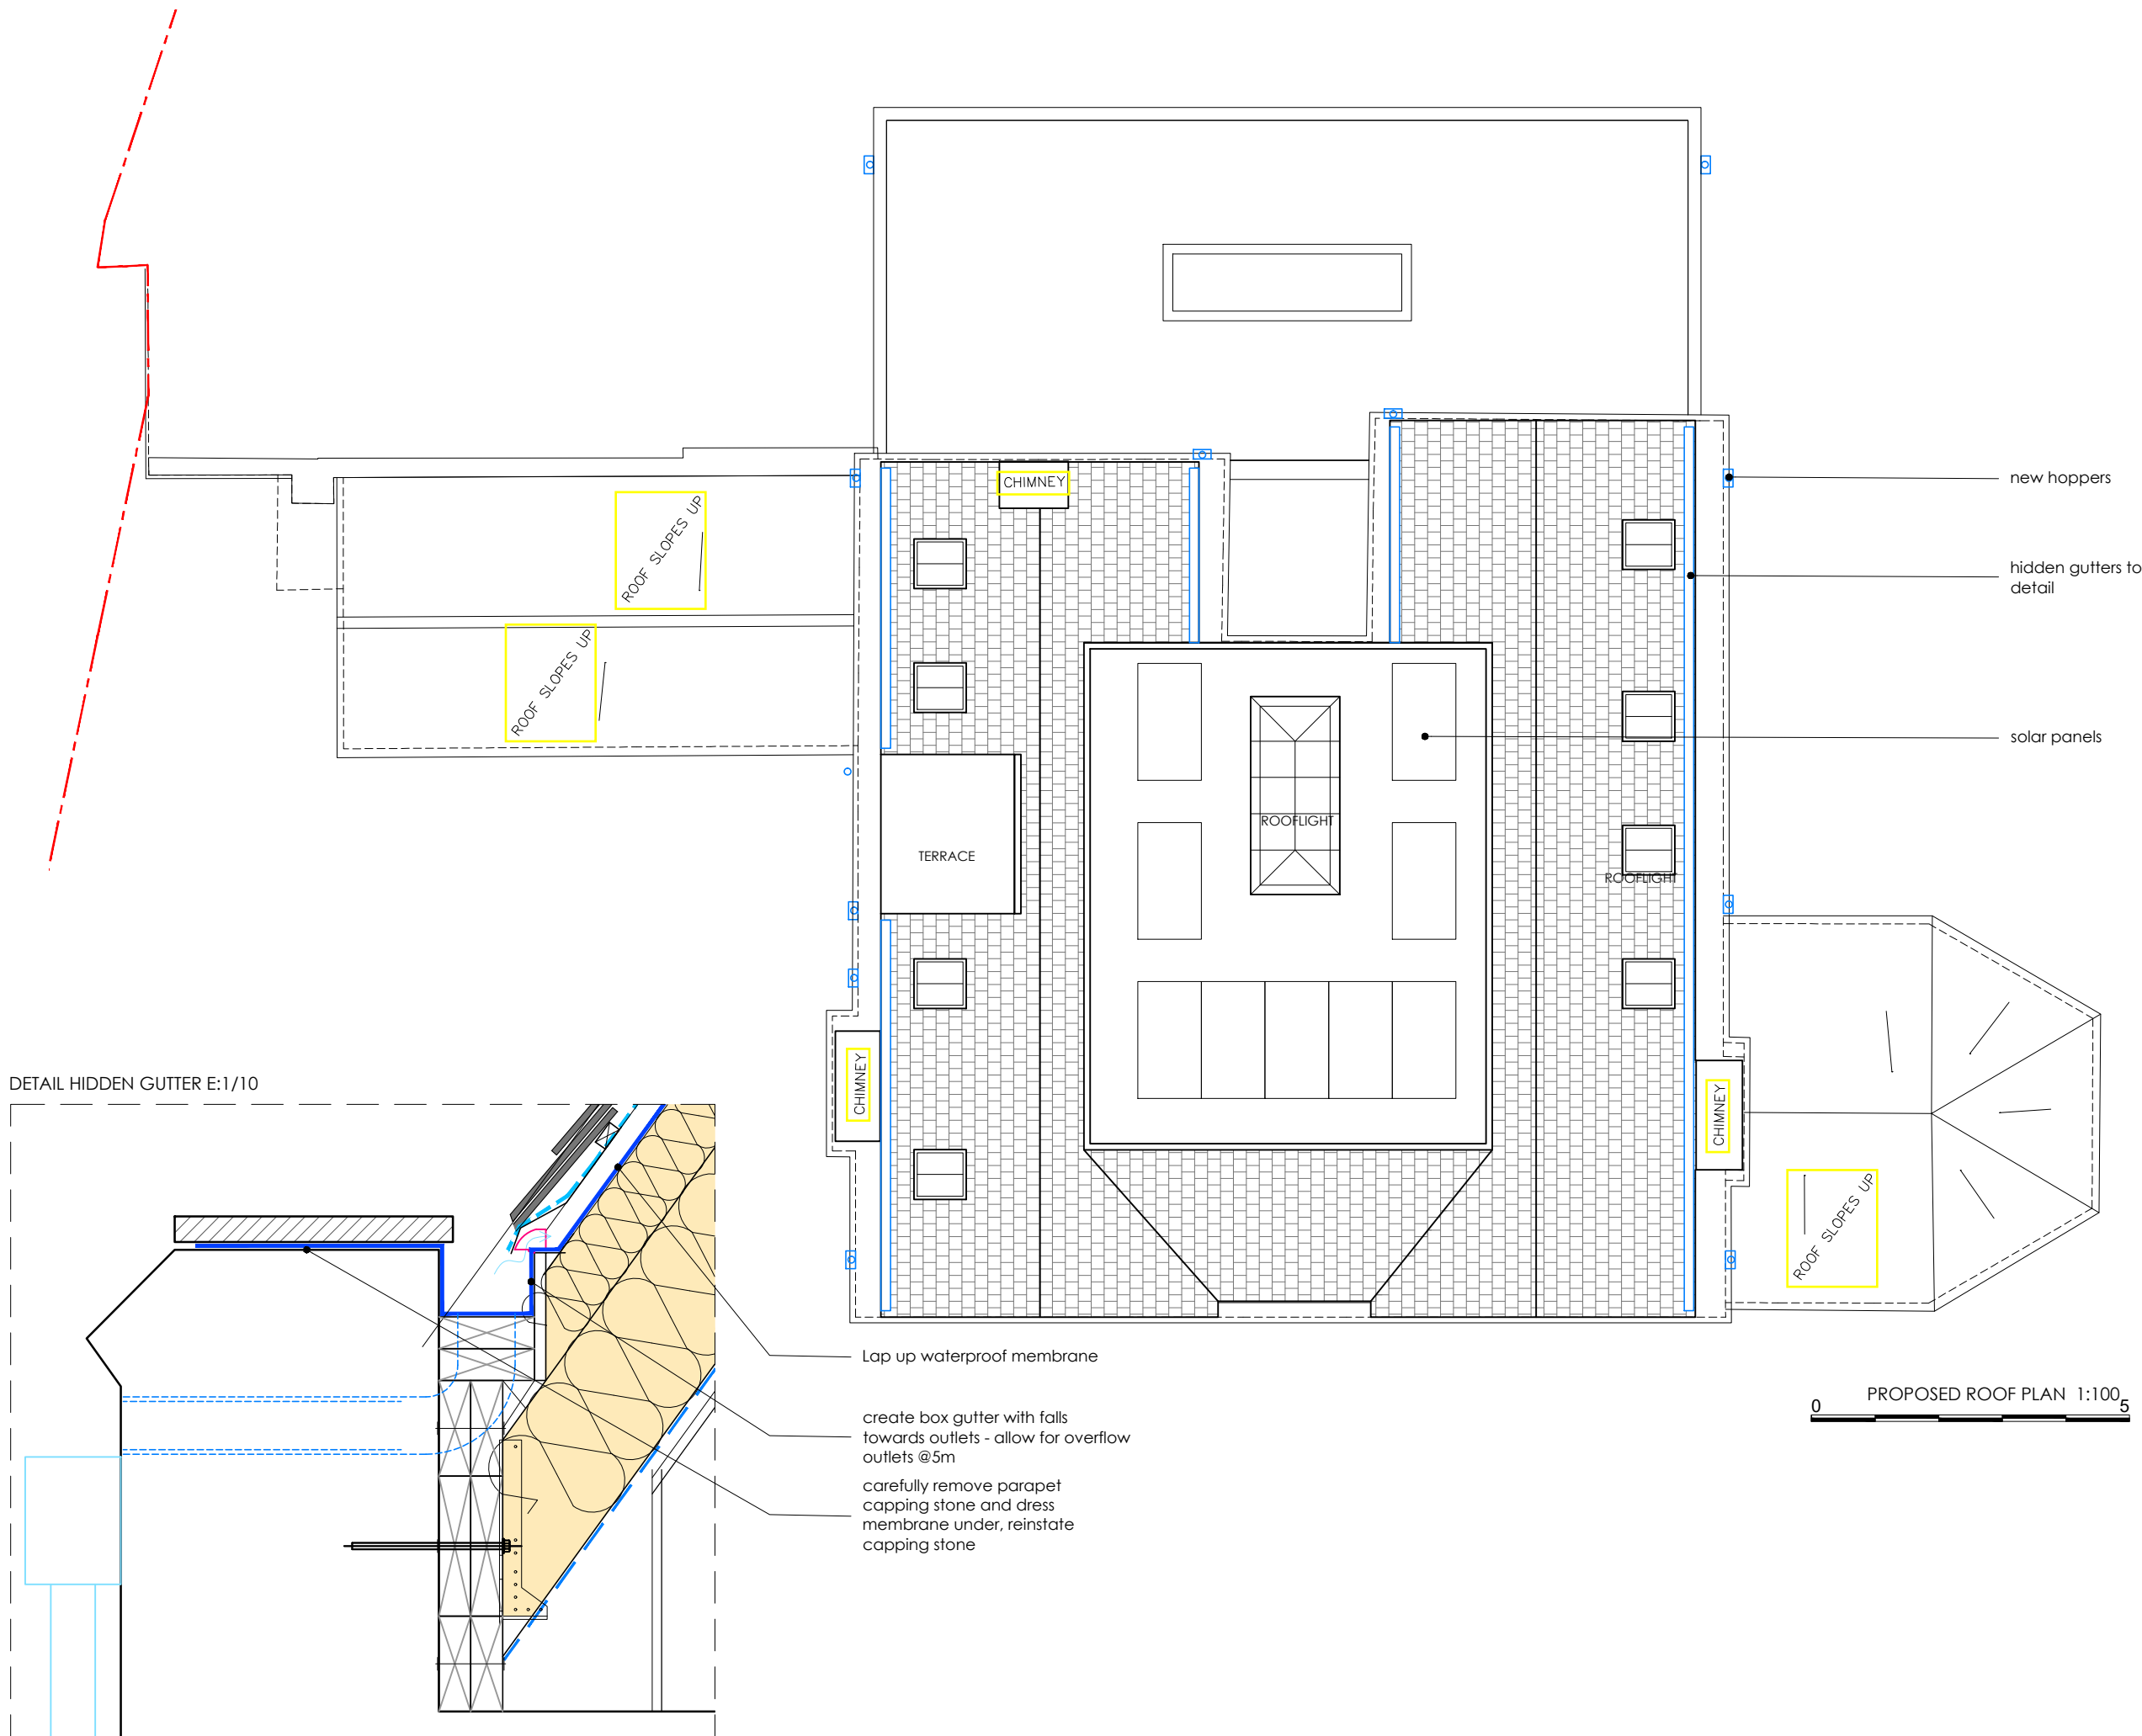 CHIMNEY
new hoppers
ROOF SLOPES UP
hidden gutters to
detail
ROOF SLOPES UP
solar panels
ROOFLIGHT
TERRACE
ROOFLIGHT
CHIMNEY
CHIMNEY
DETAIL HIDDEN GUTTER E:1/10
ROOF SLOPES UP
Lap up waterproof membrane
PROPOSED ROOF PLAN 1:100
0 5
create box gutter with falls
towards outlets - allow for overflow
outlets @5m
carefully remove parapet
capping stone and dress
membrane under, reinstate
capping stone